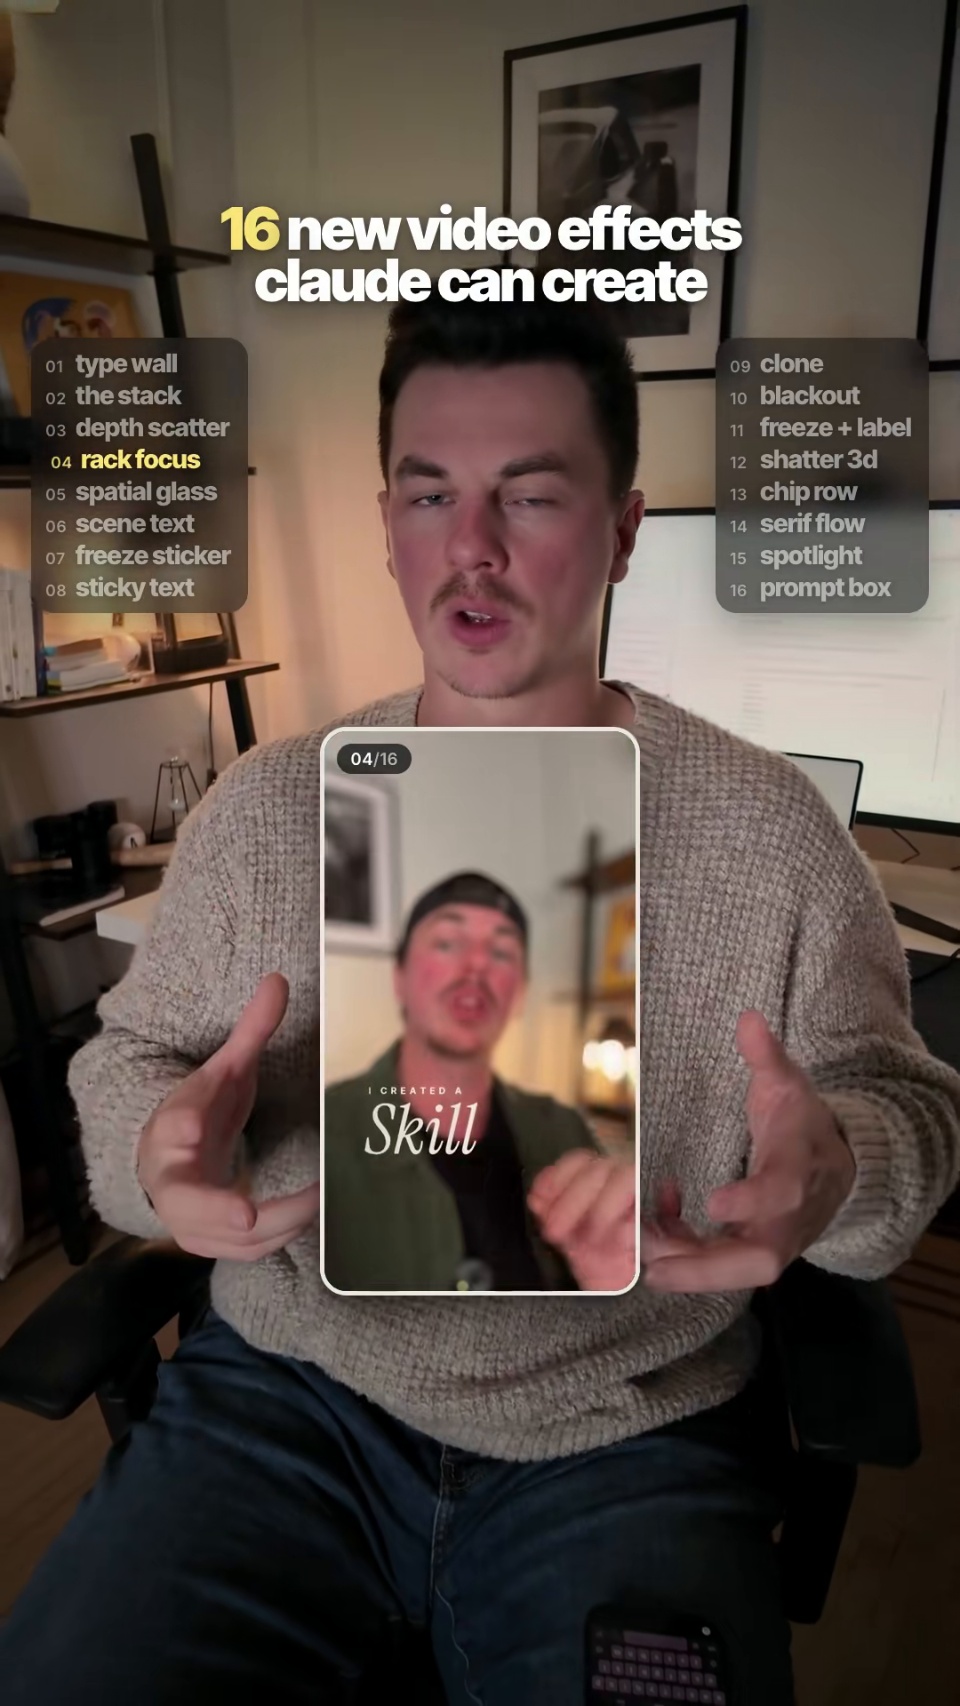 16 new video effects
claude can create
01 type wall
02 the stack
03 depth scatter
04 rack focus
05 spatial glass
06 scene text
07 freeze sticker
08 sticky text
09 clone
10 blackout
11 freeze + label
12 shatter 3d
13 chip row
14 serif flow
15 spotlight
16 prompt box
04/16
I CREATED A
Skill